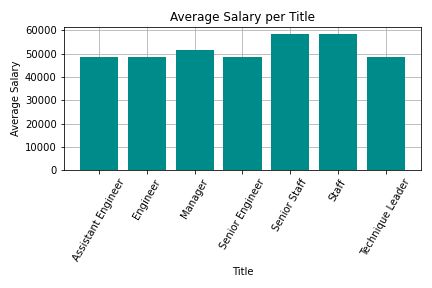 Average Salary per Title
60000
50000
40000
30000
20000
10000
0
Average Salary
Assistant Engineer
Engineer
Manager
Senior Engineer
Senior Staff
Staff
Technique Leader
Title